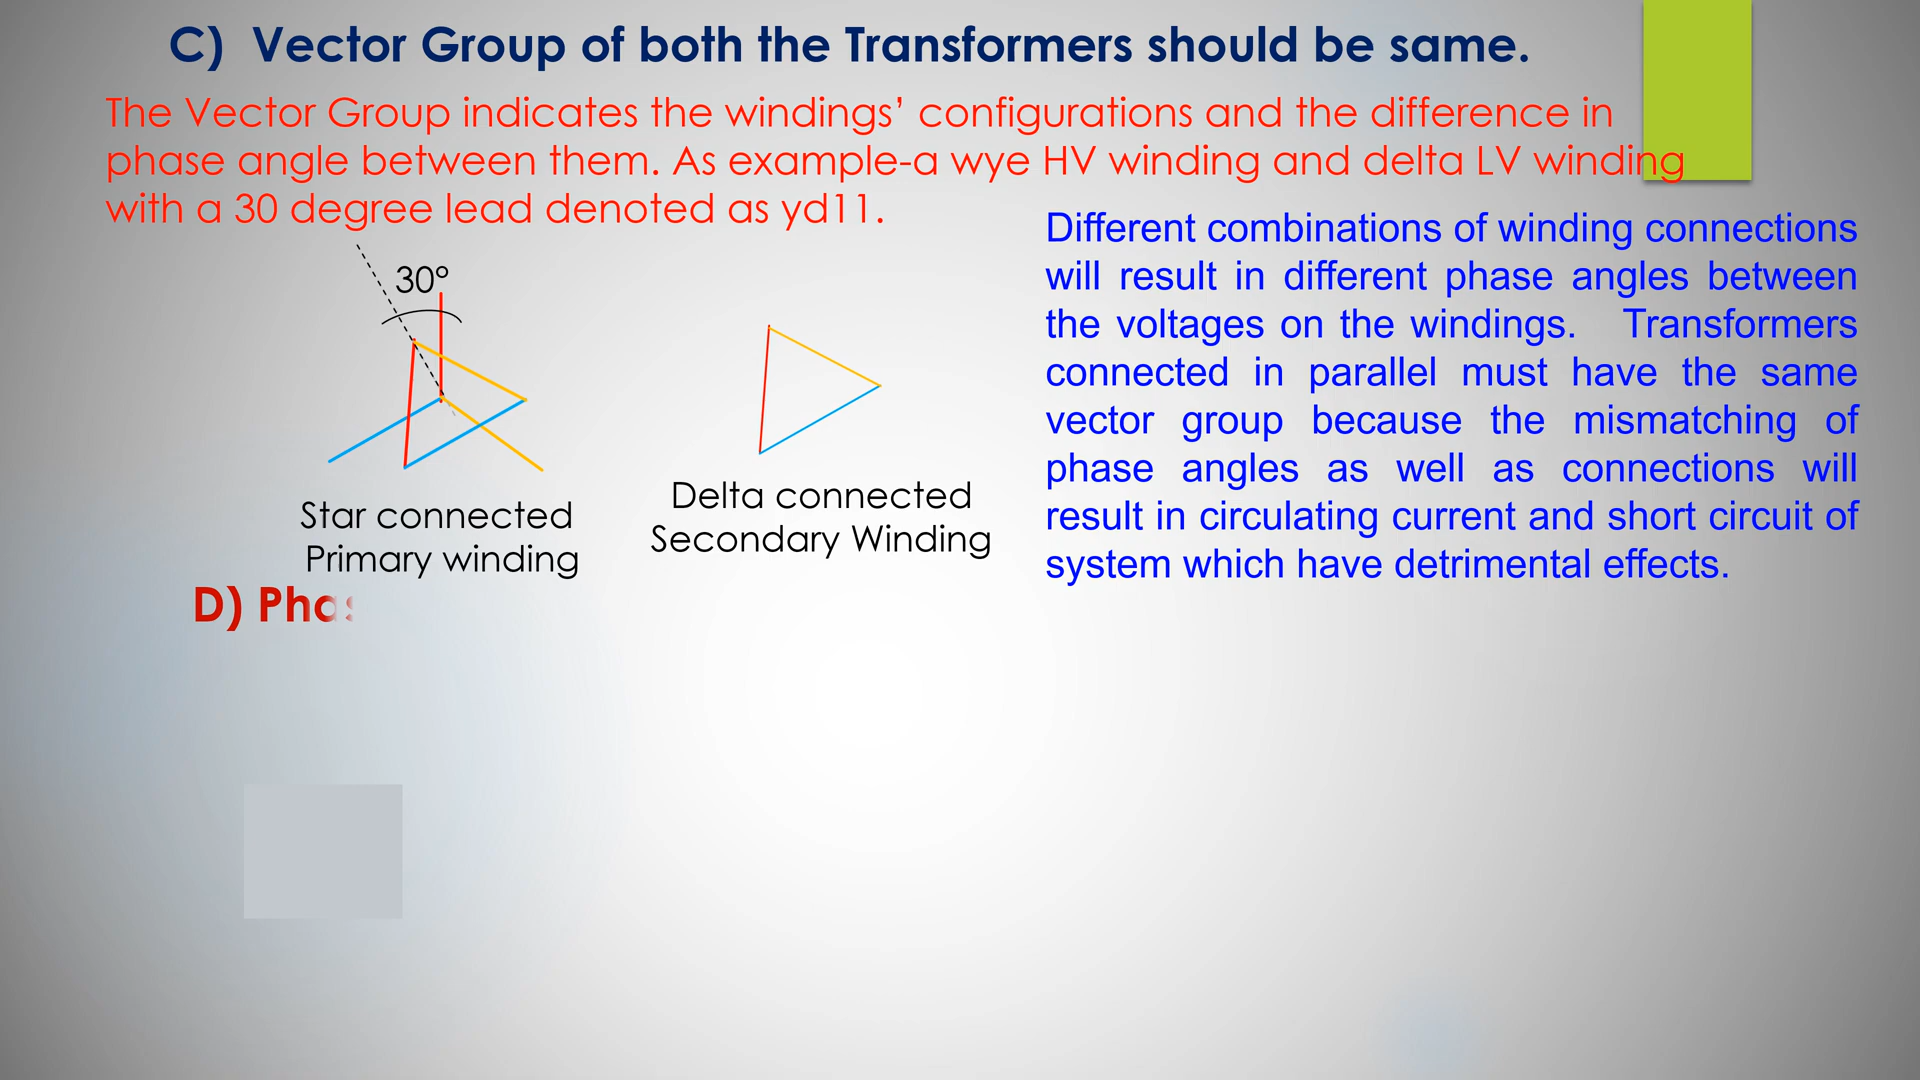 C) Vector Group of both the Transformers should be same.
The Vector Group indicates the windings’ configurations and the difference in
phase angle between them. As example-a wye HV winding and delta LV winding
with a 30 degree lead denoted as yd11.
30°
Star connected
Primary winding
Delta connected
Secondary Winding
Different combinations of winding connections
will result in different phase angles between
the voltages on the windings. Transformers
connected in parallel must have the same
vector group because the mismatching of
phase angles as well as connections will
result in circulating current and short circuit of
system which have detrimental effects.
D) Phas